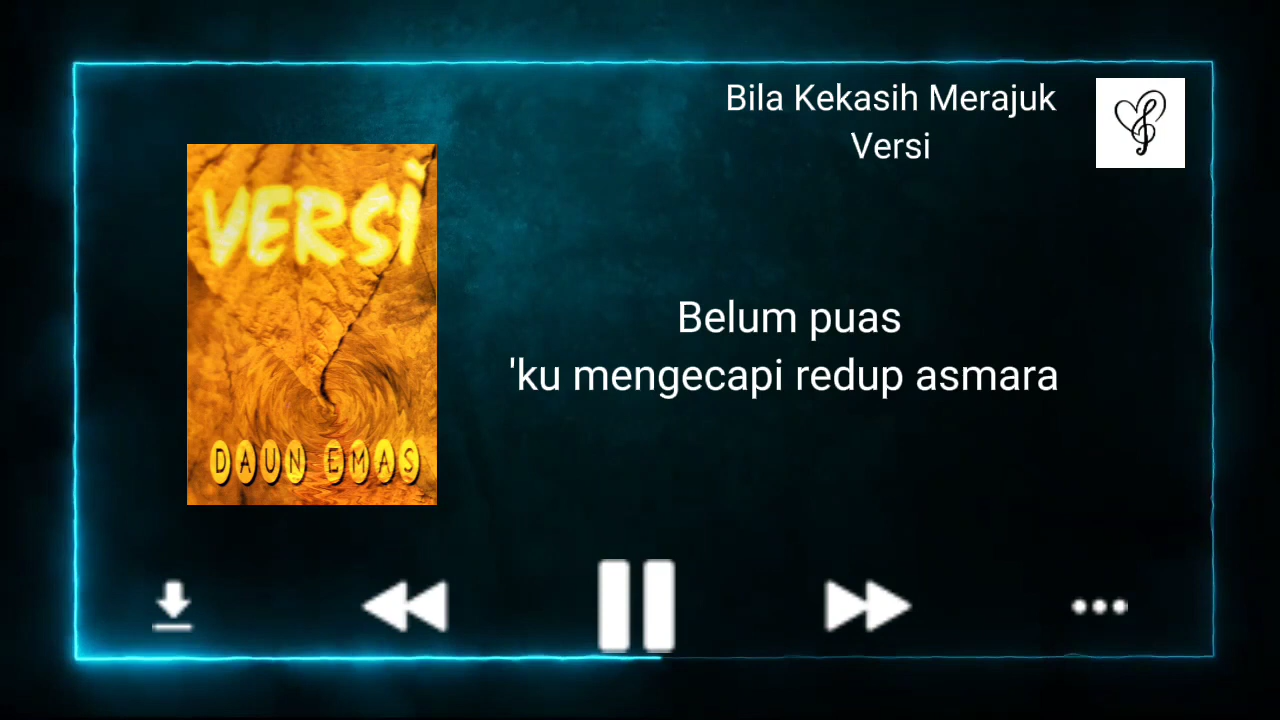 Bila Kekasih Merajuk
Versi
VERSI
DAUN EMAS
Belum puas
'ku mengecapi redup asmara